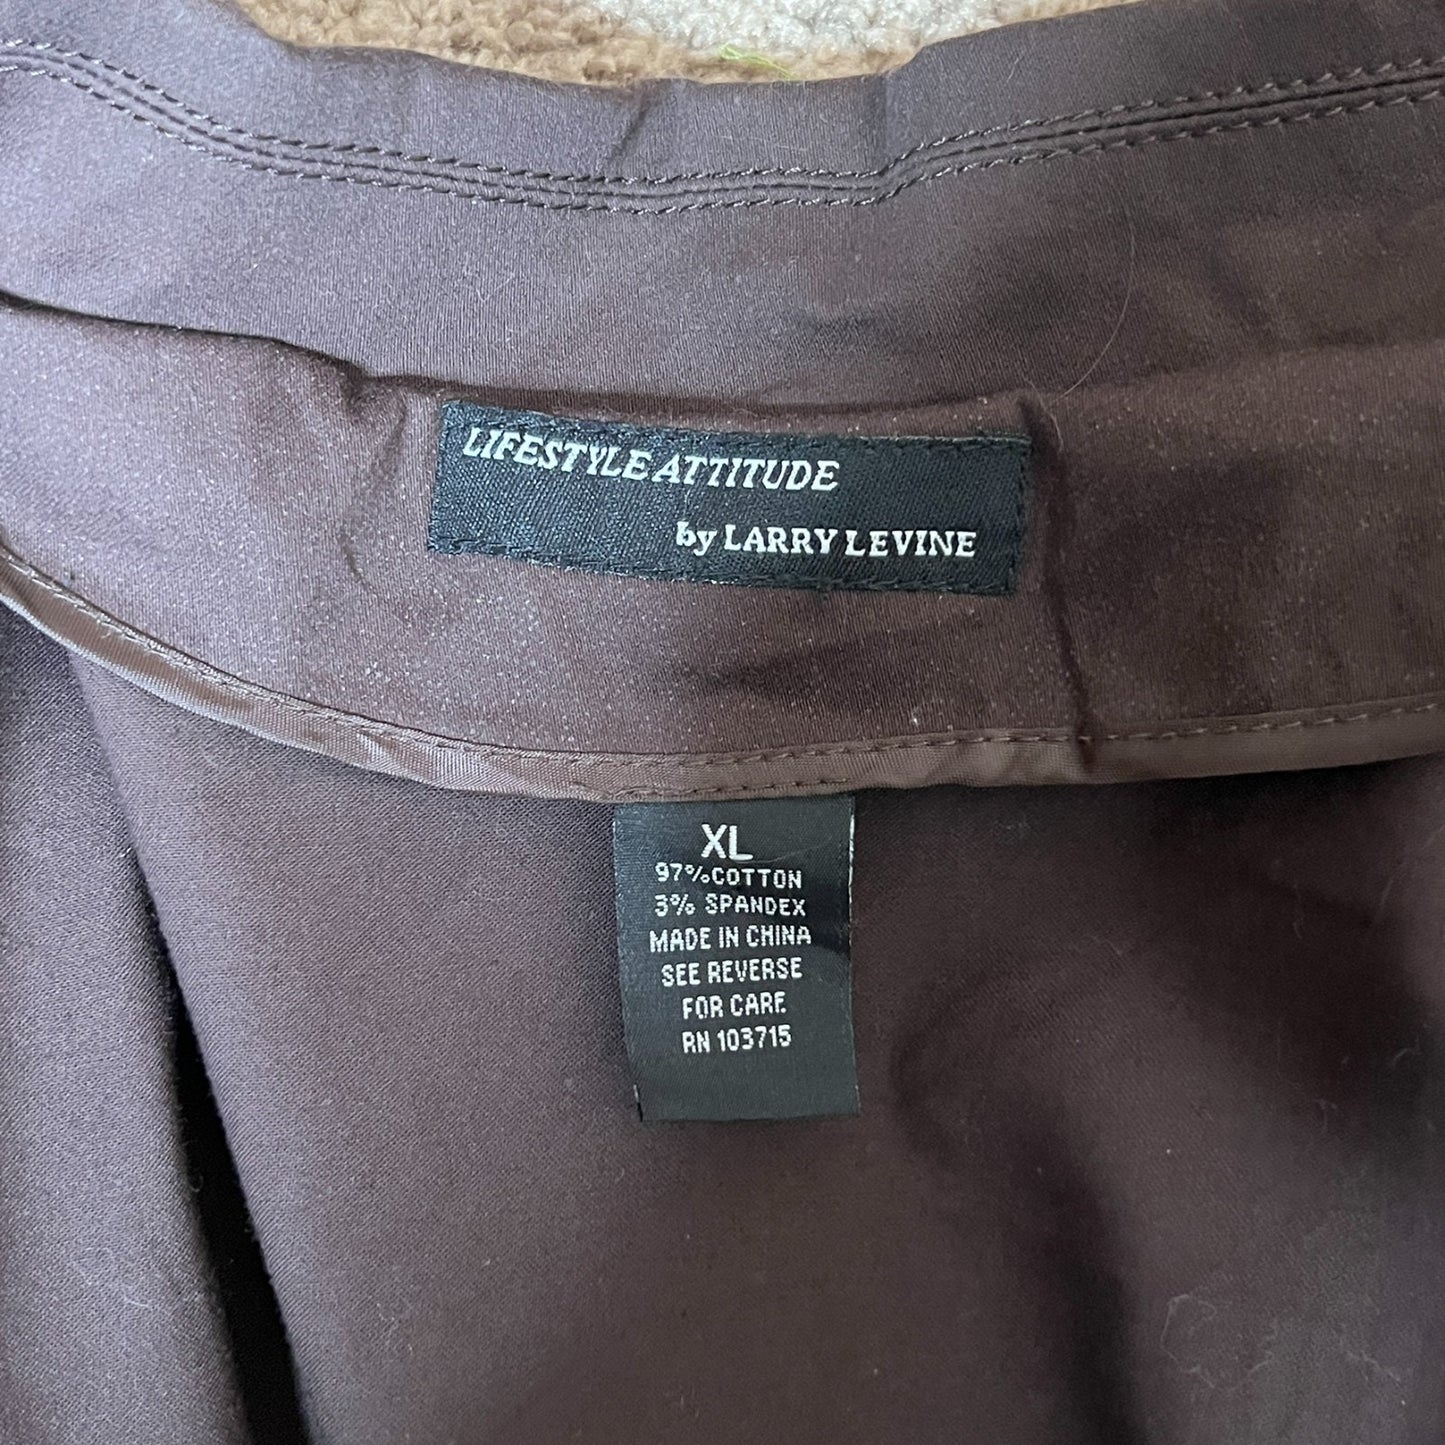 LIFESTYLE ATTITUDE
by LARRY LEVINE
XL
97%COTTON
3% SPANDEX
MADE IN CHINA
SEE REVERSE
FOR CARE
RN 103715